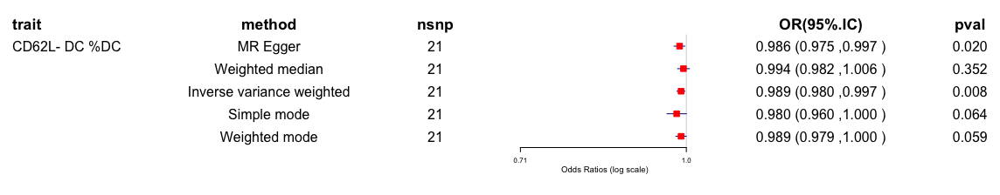 trait method nsnp OR(95%.IC) pval
CD62L- DC %DC MR Egger 21 0.986 (0.975 ,0.997 ) 0.020
Weighted median 21 0.994 (0.982 ,1.006 ) 0.352
Inverse variance weighted 21 0.989 (0.980 ,0.997 ) 0.008
Simple mode 21 0.980 (0.960 ,1.000 ) 0.064
Weighted mode 21 0.989 (0.979 ,1.000 ) 0.059
0.71 1.0
Odds Ratios (log scale)